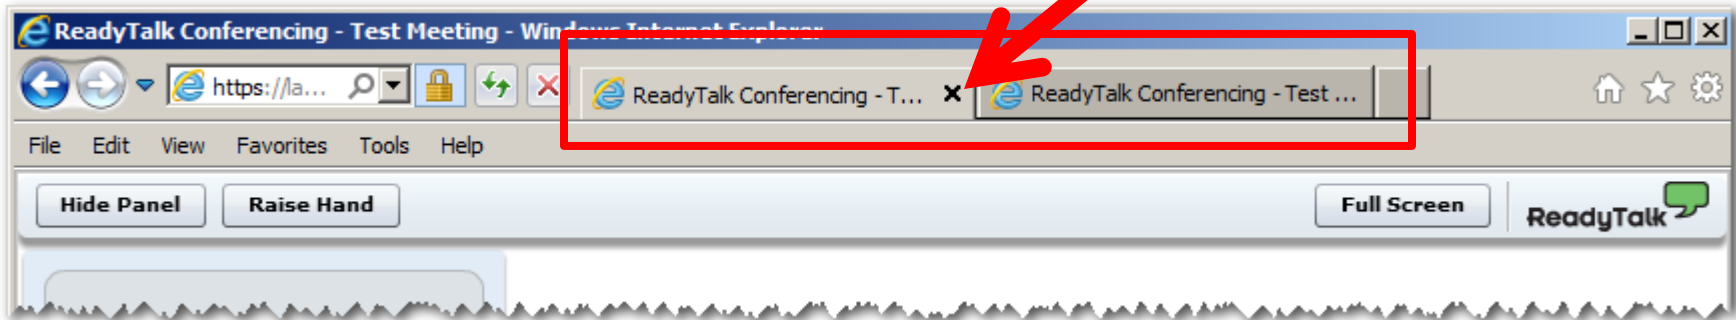 ReadyTalk Conferencing - Test Meeting - Windows Internet Explorer
https://la... ReadyTalk Conferencing - T... ReadyTalk Conferencing - Test ...
File Edit View Favorites Tools Help
Hide Panel Raise Hand Full Screen ReadyTalk